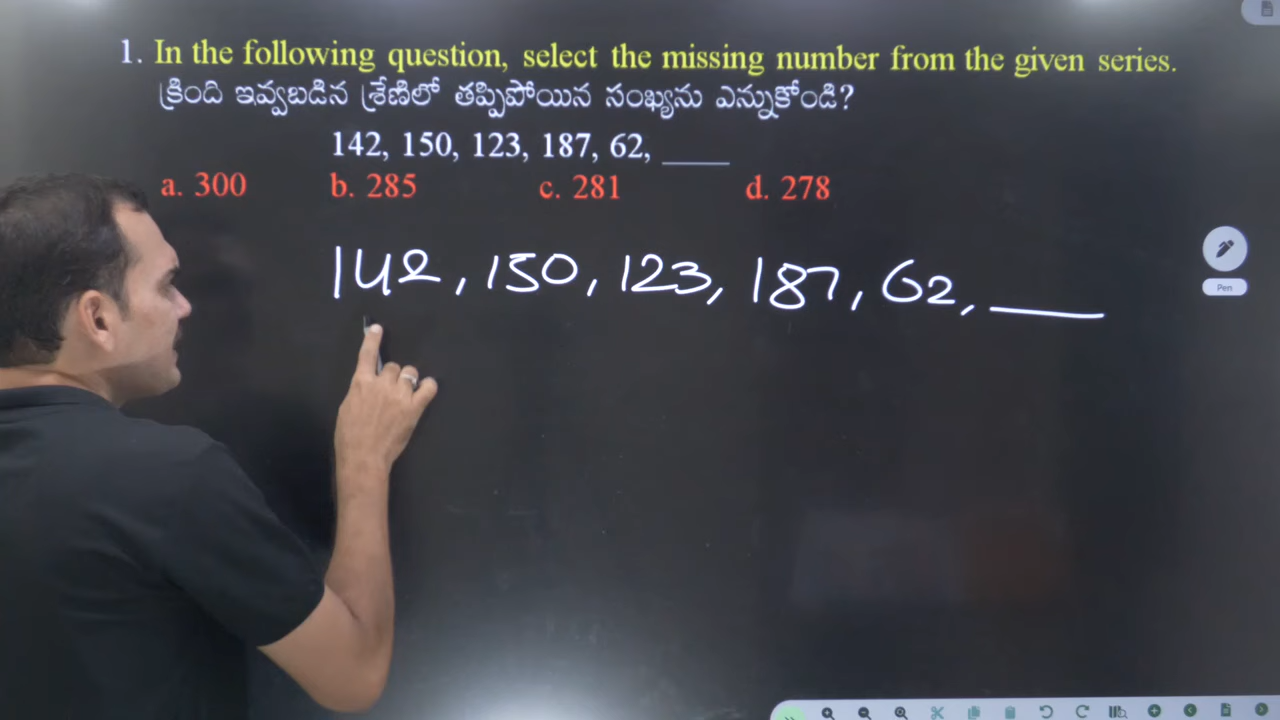 1. In the following question, select the missing number from the given series.
క్రింది ఇవ్వబడిన శ్రేణిలో తప్పిపోయిన సంఖ్యను ఎన్నుకోండి?
142, 150, 123, 187, 62, ____
a. 300 b. 285 c. 281 d. 278
142, 150, 123, 187, 62, ____
Pen